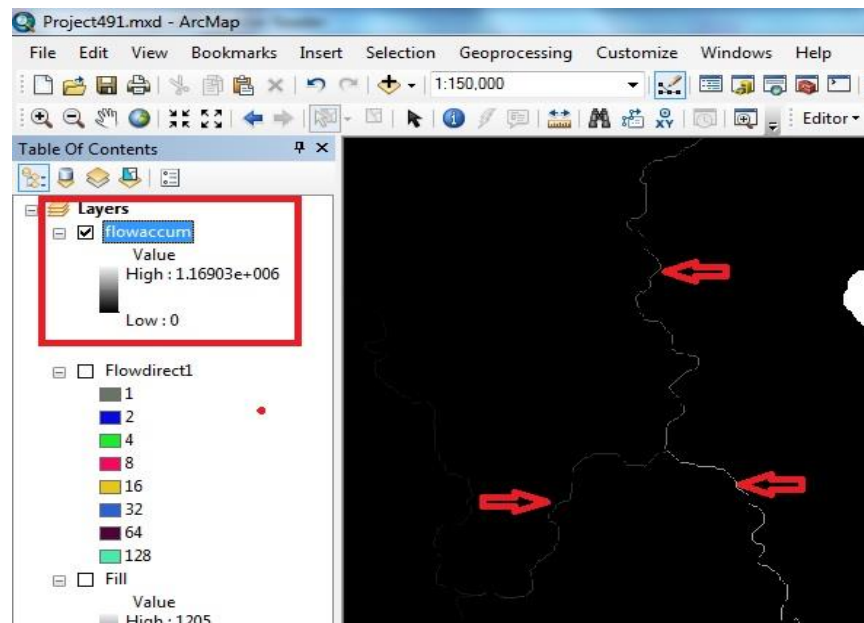 Project491.mxd - ArcMap
File Edit View Bookmarks Insert Selection Geoprocessing Customize Windows Help
1:150,000
XY Editor
Table Of Contents
Layers
flowaccum
Value
High : 1.16903e+006
Low : 0
Flowdirect1
1
2
4
8
16
32
64
128
Fill
Value
High : 1205